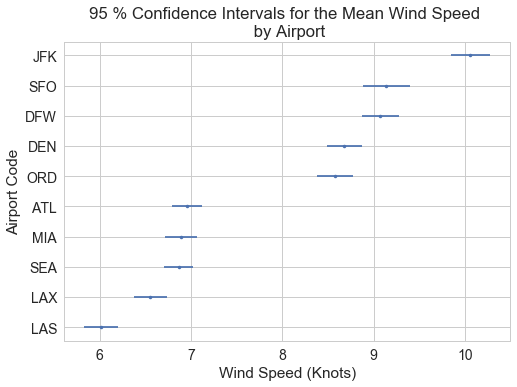 95 % Confidence Intervals for the Mean Wind Speed
by Airport
Airport Code
JFK
SFO
DFW
DEN
ORD
ATL
MIA
SEA
LAX
LAS
6 7 8 9 10
Wind Speed (Knots)